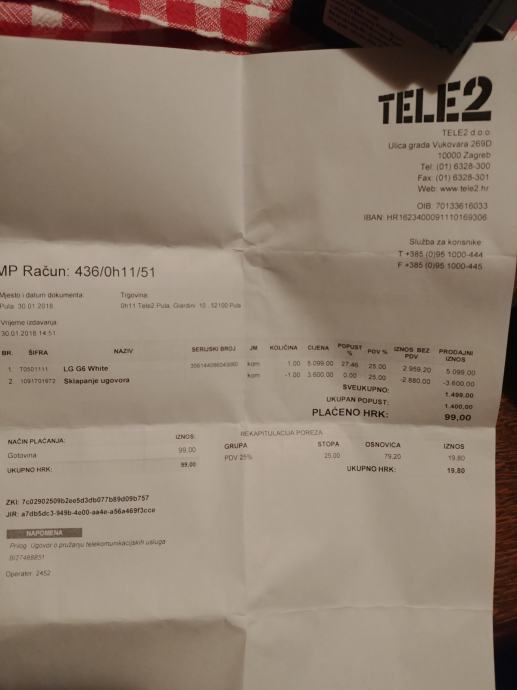 TELE2
TELE2 d.o.o.
Ulica grada Vukovara 269D
10000 Zagreb
Tel: (01) 6328-300
Fax: (01) 6328-301
Web: www.tele2.hr
OIB: 70133616033
IBAN: HR1623400091110169306
Služba za korisnike
T +385 (0)95 1000-444
F +385 (0)95 1000-445
MP Račun: 436/0h11/51
Mjesto i datum dokumenta: Trgovina:
Pula 30.01.2018 0h11 Tele2 Pula, Giardini 10, 52100 Pula
Vrijeme izdavanja:
30.01.2018 14:51
BR. ŠIFRA NAZIV SERIJSKI BROJ JM KOLIČINA CIJENA POPUST % PDV % IZNOS BEZ PDV PRODAJNI IZNOS
1. T0501111 LG G6 White kom 1.00 5.099,00 27,46 25,00 2.959,20 5.099,00
2. 1091701972 Sklapanje ugovora kom -1.00 3.600,00 0.00 25,00 -2.880,00 -3.600,00
SVEUKUPNO: 1.499,00
UKUPAN POPUST: 1.400,00
PLAĆENO HRK: 99,00
NAČIN PLAĆANJA: IZNOS:
Gotovina 99,00
UKUPNO HRK: 99,00
REKAPITULACIJA POREZA
GRUPA STOPA OSNOVICA IZNOS
PDV 25% 25,00 79,20 19,80
UKUPNO HRK: 19,80
ZKI: 7c02902509b2ee5d3db077b89d09b757
JIR: a7db5dc3-949b-4e00-aa4e-a56a469f3cce
NAPOMENA
Prilog Ugovor o pružanju telekomunikacijskih usluga
BI27488851
Operater: 2452